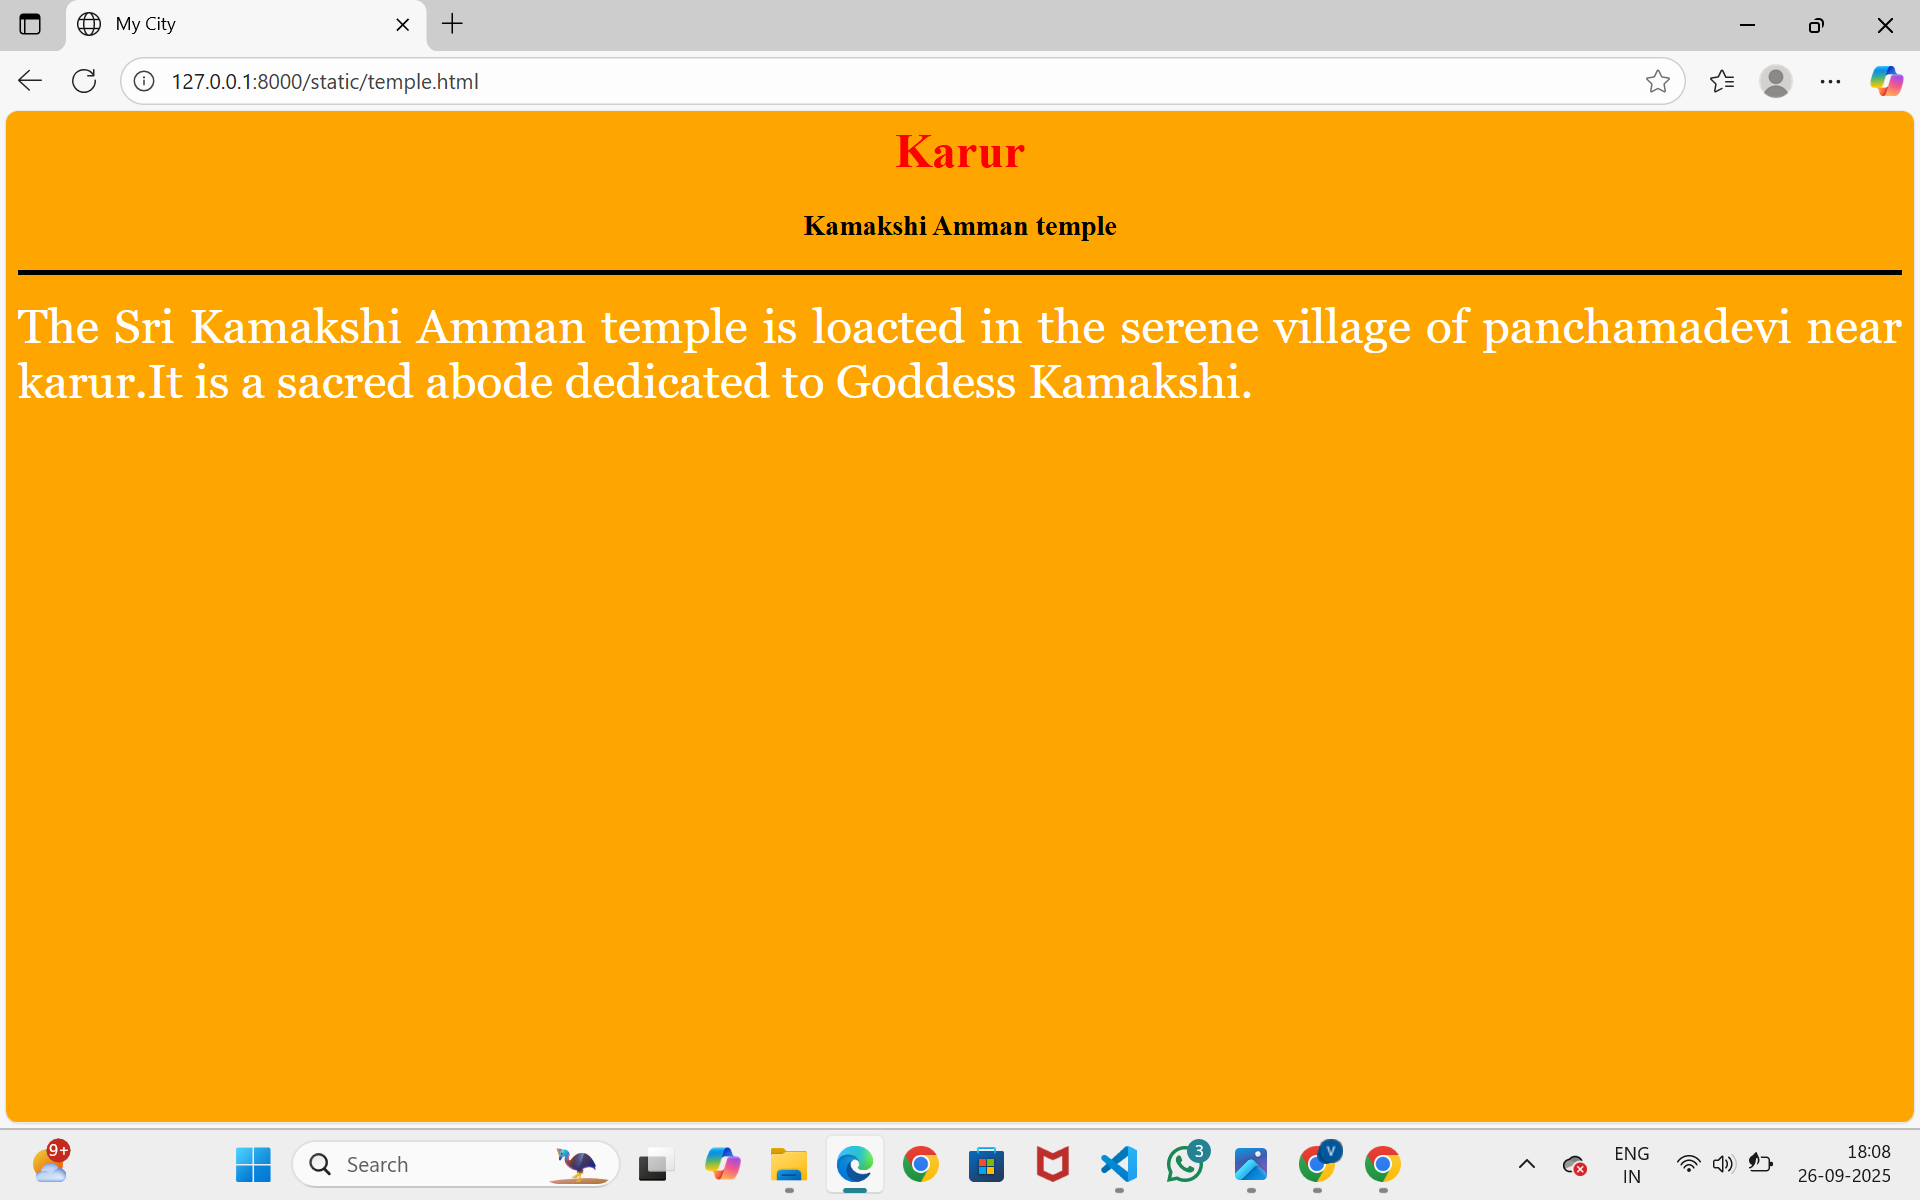 My City
127.0.0.1:8000/static/temple.html
Karur
Kamakshi Amman temple
The Sri Kamakshi Amman temple is loacted in the serene village of panchamadevi near
karur.It is a sacred abode dedicated to Goddess Kamakshi.
9+
Search
3
V
ENG
IN
18:08
26-09-2025